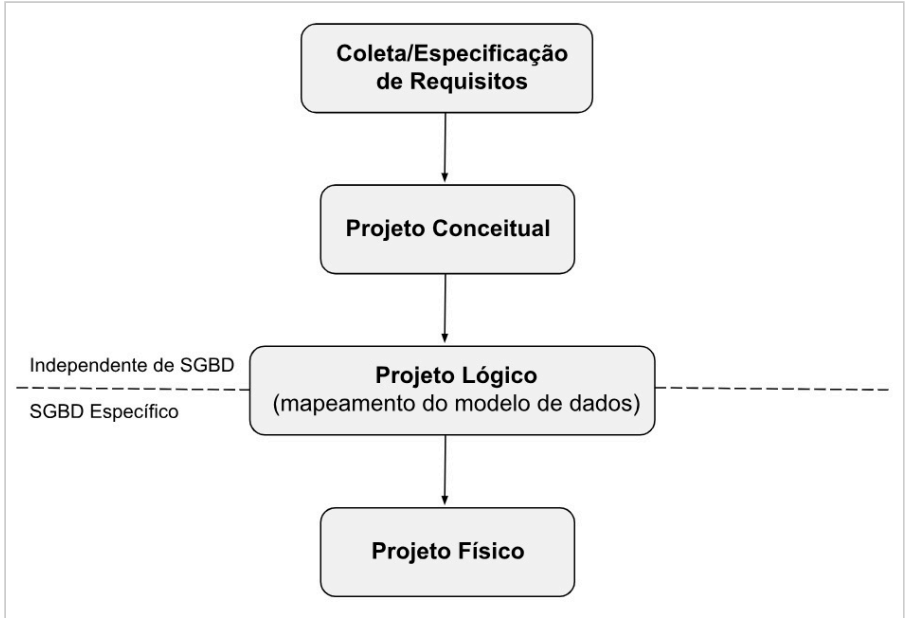 Coleta/Especificação
de Requisitos
Projeto Conceitual
Independente de SGBD
Projeto Lógico
(mapeamento do modelo de dados)
SGBD Específico
Projeto Físico